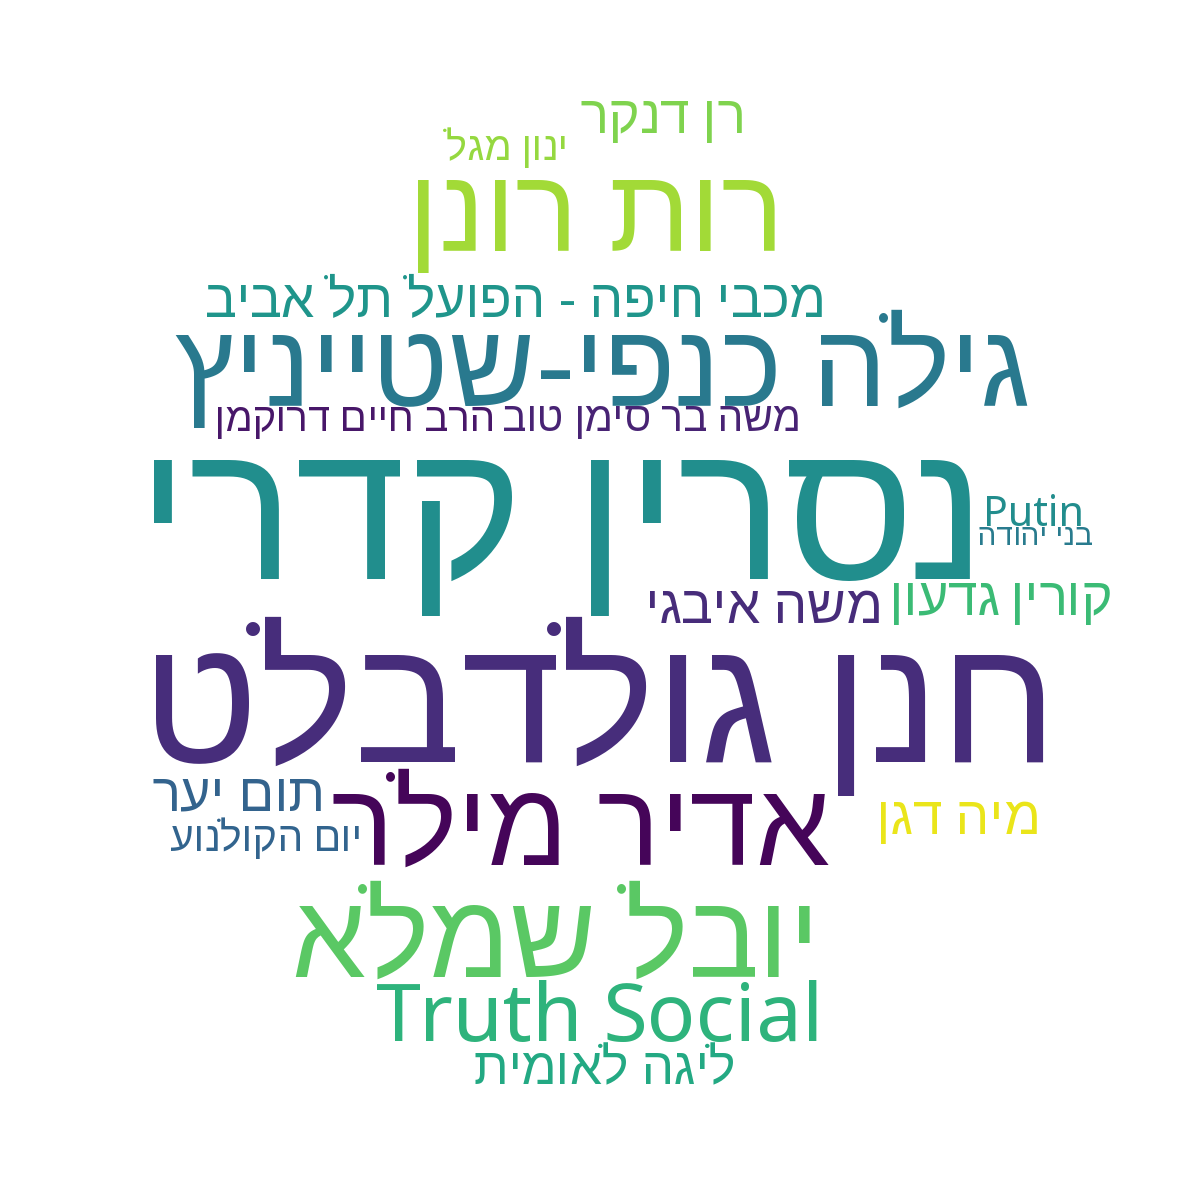 רן דנקר
ינון מגל
רות רונן
מכבי חיפה - הפועל תל אביב
גילה כנפי-שטייניץ
משה בר סימן טוב
הרב חיים דרוקמן
נסרין קדרי
Putin
בני יהודה
קורין גדעון
משה איבגי
חנן גולדבלט
תום יער
אדיר מילר
מיה דגן
יום הקולנוע
יובל שמלא
Truth Social
ליגה לאומית